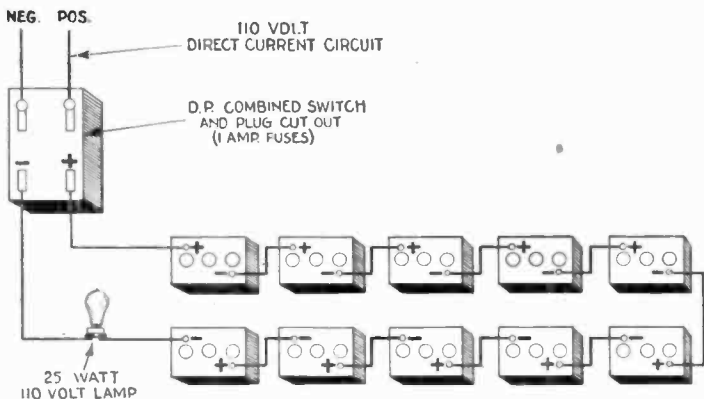 NEG. POS.
110 VOLT
DIRECT CURRENT CIRCUIT
D.P. COMBINED SWITCH
AND PLUG CUT OUT
(1 AMP. FUSES)
- +
+ + + + +
- - - - -
- - - - -
+ + + + +
25 WATT
110 VOLT LAMP